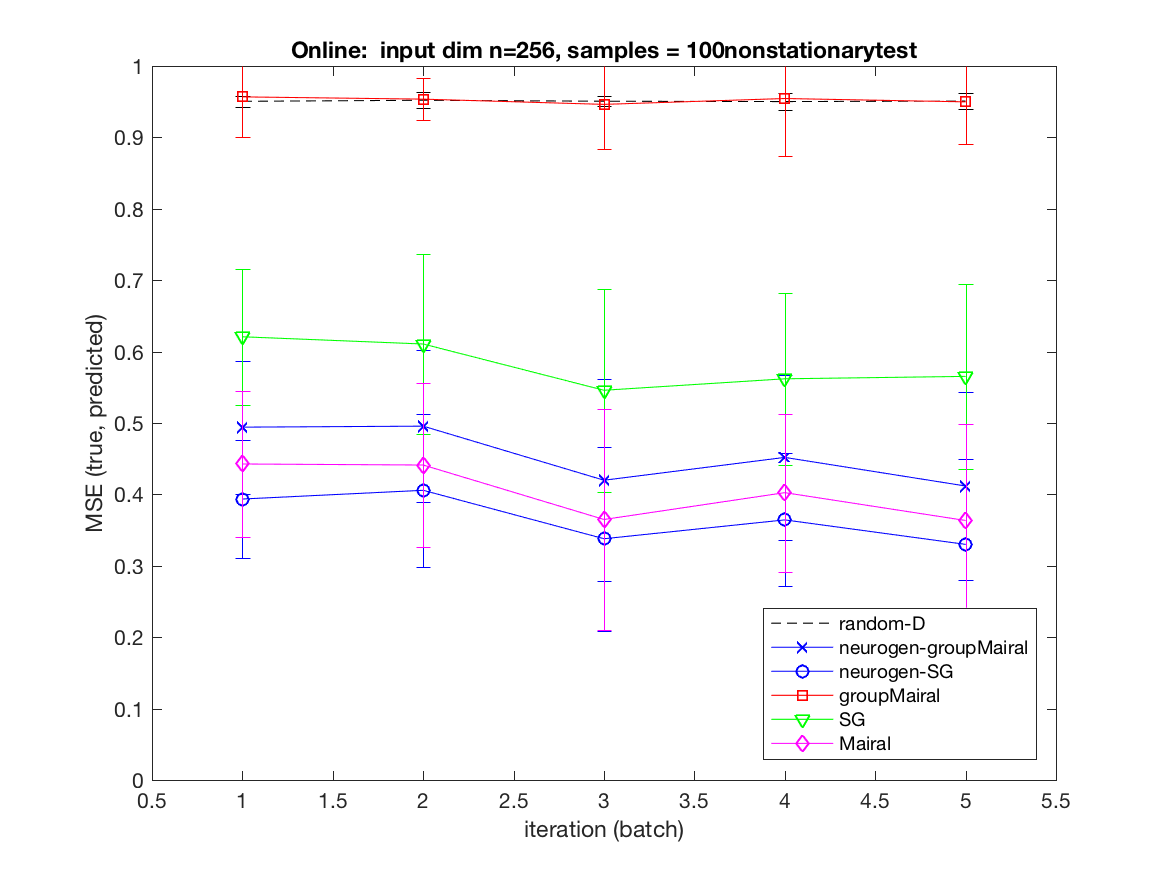 Online:  input dim n=256, samples = 100nonstationarytest
1
0.9
0.8
0.7
0.6
0.5
0.4
0.3
0.2
0.1
0
MSE (true, predicted)
random-D
neurogen-groupMairal
neurogen-SG
groupMairal
SG
Mairal
0.5 1 1.5 2 2.5 3 3.5 4 4.5 5 5.5
iteration (batch)